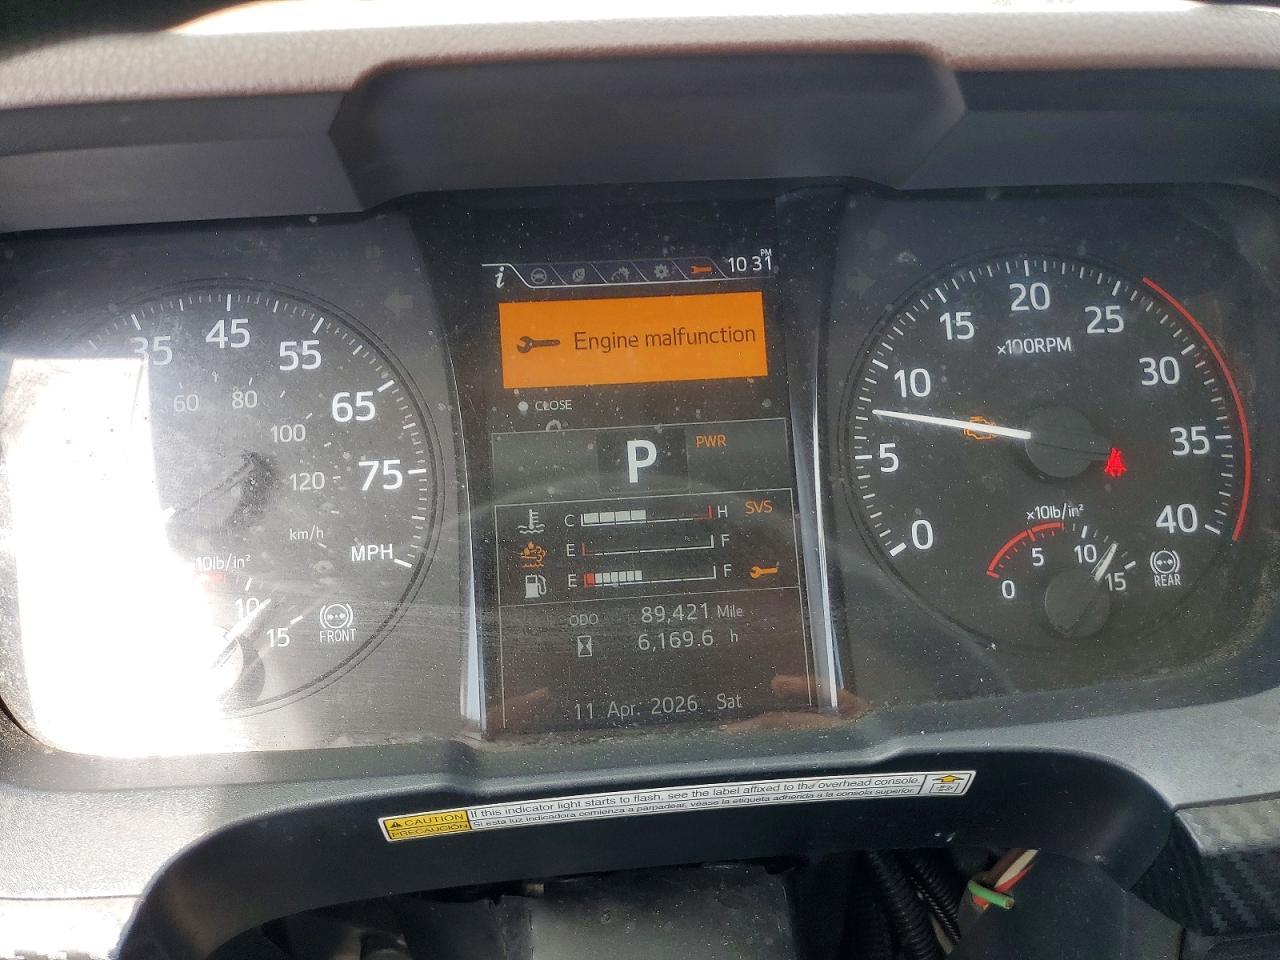 i 10 31 PM
Engine malfunction
CLOSE
P PWR
C H SVS
E F
E F
ODO 89,421 Mile
6,169.6 h
11 Apr. 2026 Sat
35 45 55 65 75
60 80 100 120
km/h
MPH
10lb/in²
10 15
FRONT
0 5 10 15 20 25 30 35 40
x100RPM
x10lb/in²
0 5 10 15
REAR
CAUTION If this indicator light starts to flash, see the label affixed to the overhead console.
PRECAUCIÓN Si esta luz indicadora comienza a parpadear, véase la etiqueta adherida a la consola superior.